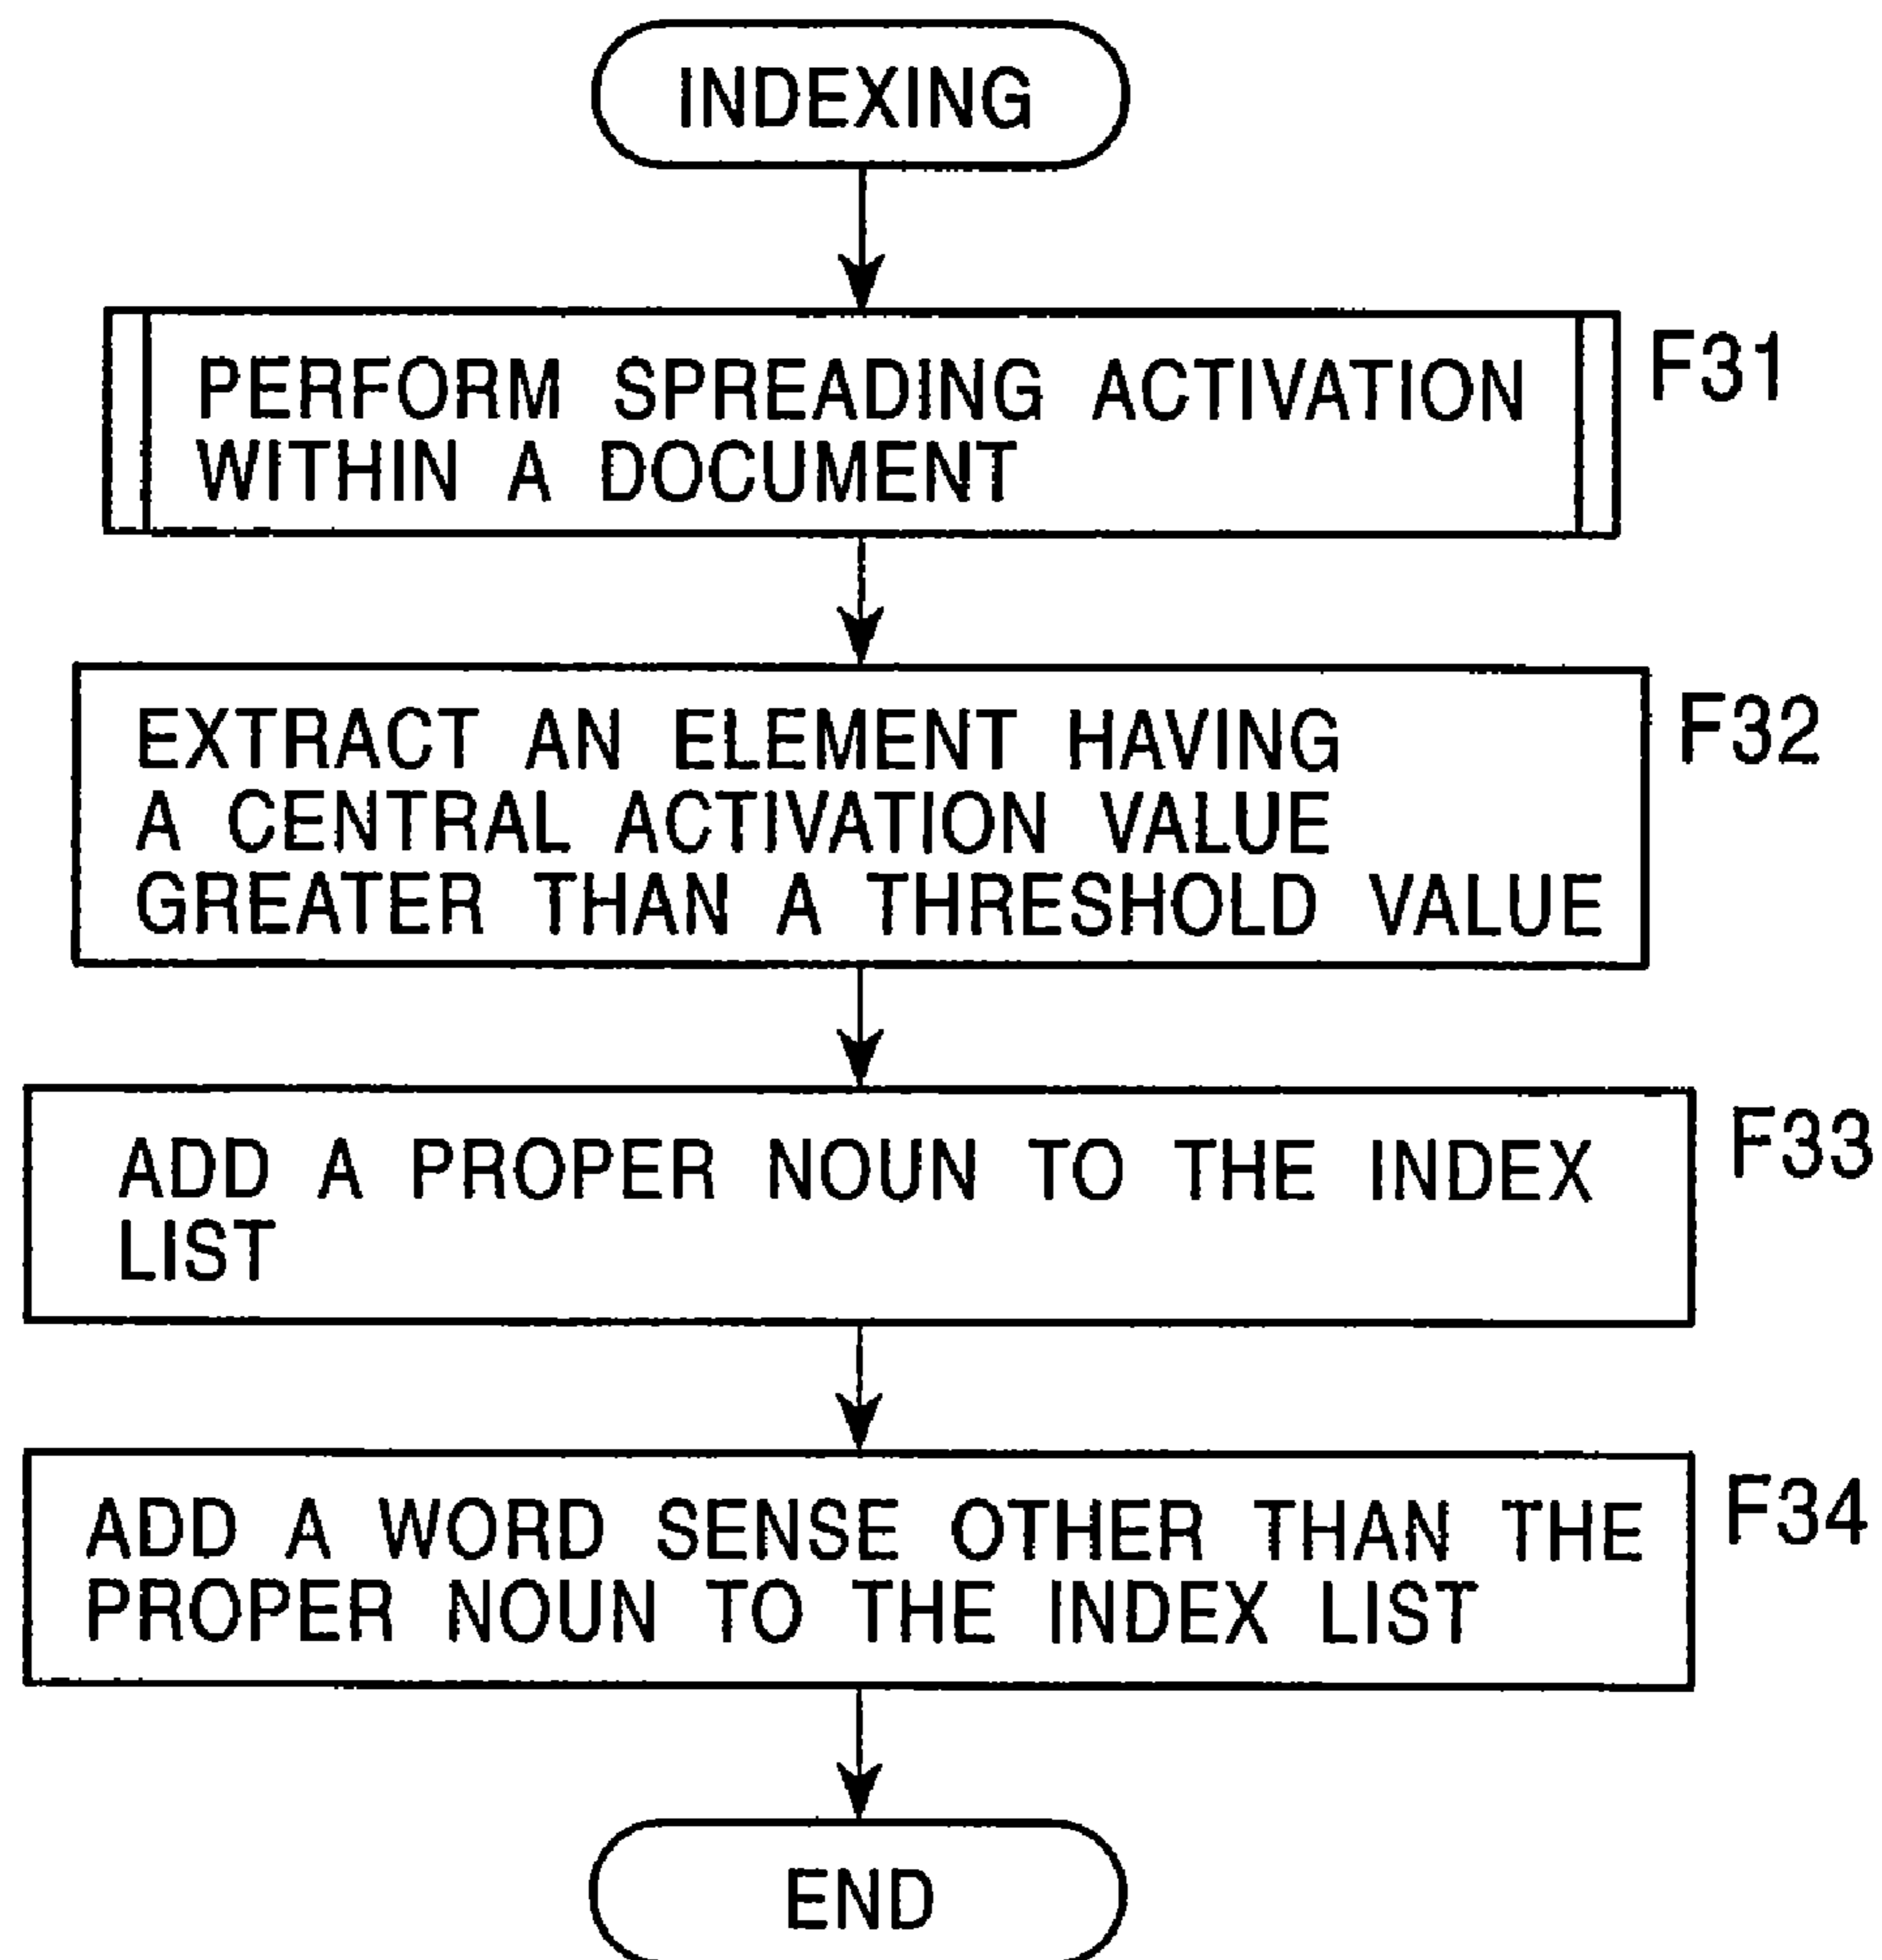 INDEXING
PERFORM SPREADING ACTIVATION
WITHIN A DOCUMENT
F31
EXTRACT AN ELEMENT HAVING
A CENTRAL ACTIVATION VALUE
GREATER THAN A THRESHOLD VALUE
F32
ADD A PROPER NOUN TO THE INDEX
LIST
F33
ADD A WORD SENSE OTHER THAN THE
PROPER NOUN TO THE INDEX LIST
F34
END